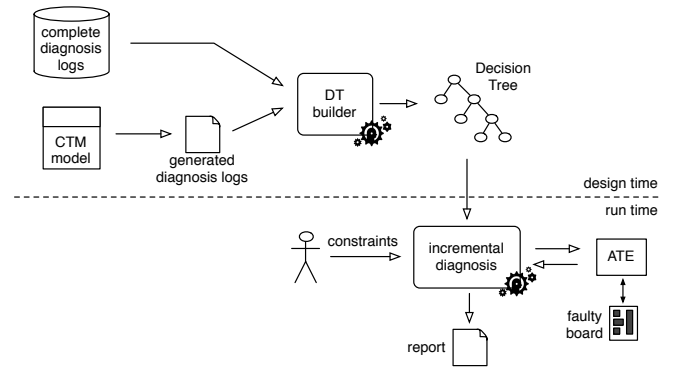 complete
diagnosis
logs
DT
builder
Decision
Tree
CTM
model
generated
diagnosis logs
design time
run time
constraints
incremental
diagnosis
ATE
faulty
board
report